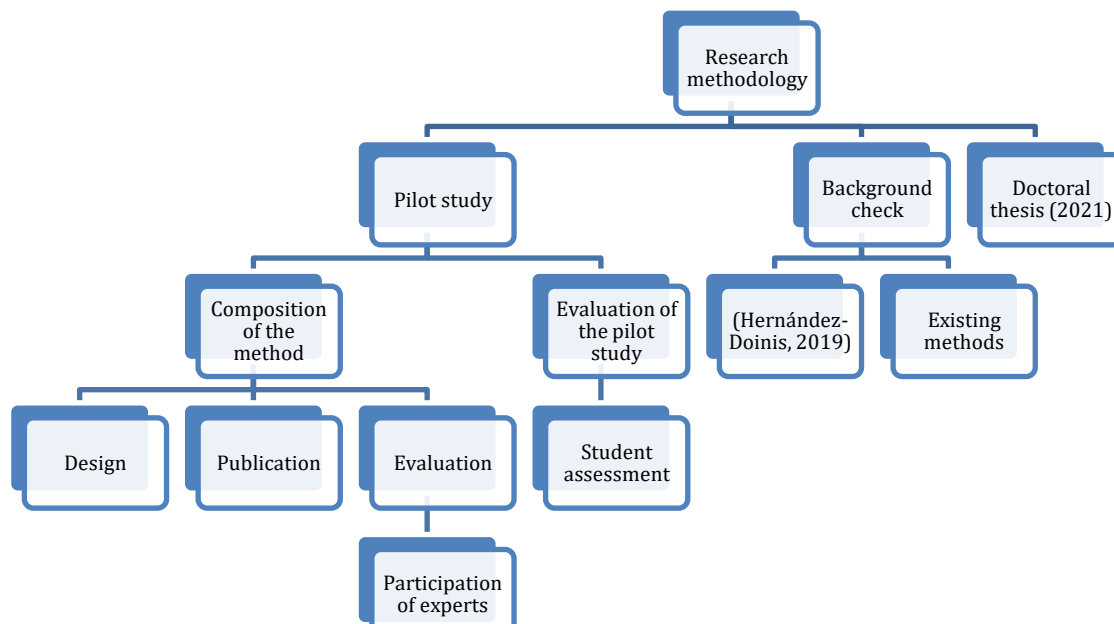 Research
methodology
Pilot study
Background
check
Doctoral
thesis (2021)
Composition
of the
method
Evaluation of
the pilot
study
(Hernández-
Doinis, 2019)
Existing
methods
Design
Publication
Evaluation
Student
assessment
Participation
of experts